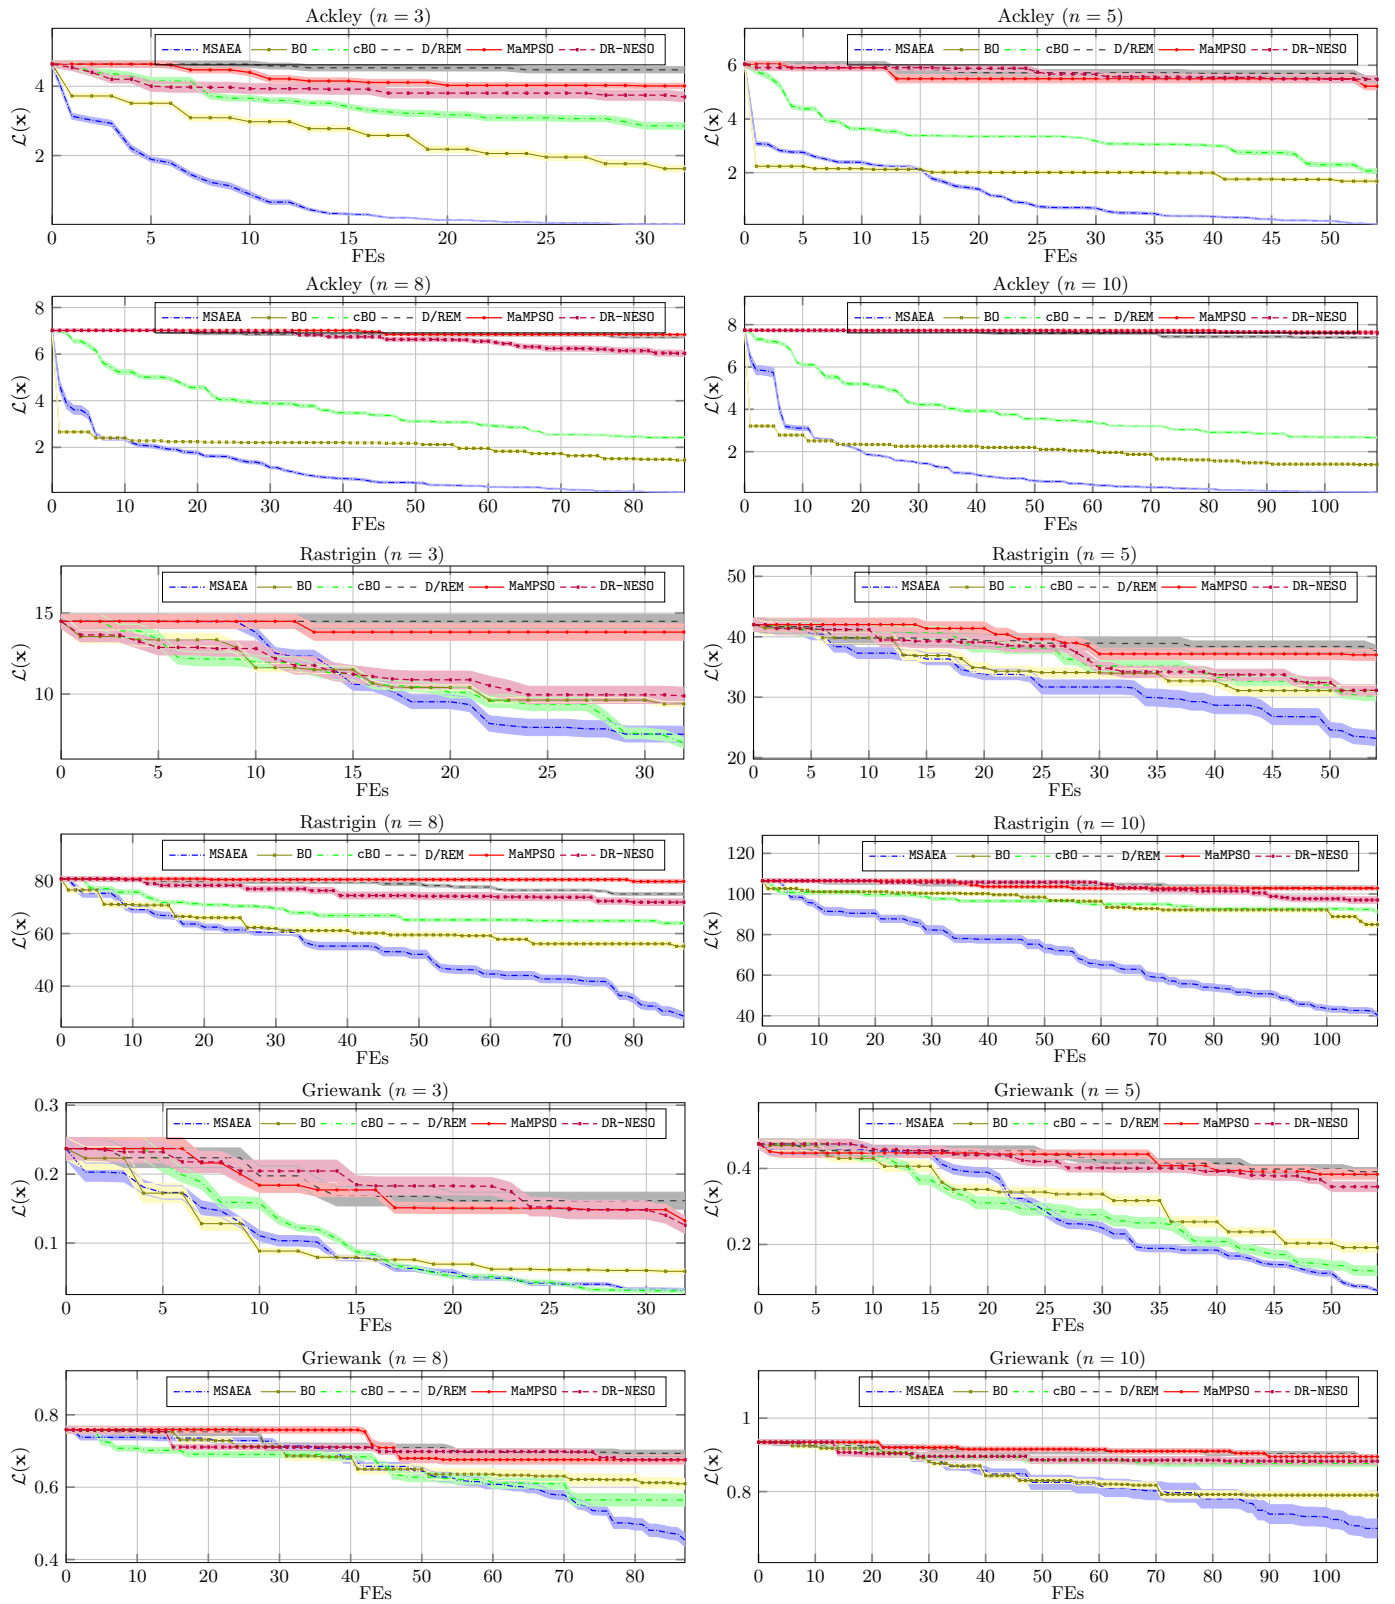 Ackley (n = 3)
MSAEA BO cBO D/REM MaMPSO DR-NESO
4
2
L(x)
0 5 10 15 20 25 30
FEs
Ackley (n = 5)
MSAEA BO cBO D/REM MaMPSO DR-NESO
6
4
2
L(x)
0 5 10 15 20 25 30 35 40 45 50
FEs
Ackley (n = 8)
MSAEA BO cBO D/REM MaMPSO DR-NESO
8
6
4
2
L(x)
0 10 20 30 40 50 60 70 80
FEs
Ackley (n = 10)
MSAEA BO cBO D/REM MaMPSO DR-NESO
8
6
4
2
L(x)
0 10 20 30 40 50 60 70 80 90 100
FEs
Rastrigin (n = 3)
MSAEA BO cBO D/REM MaMPSO DR-NESO
15
10
L(x)
0 5 10 15 20 25 30
FEs
Rastrigin (n = 5)
MSAEA BO cBO D/REM MaMPSO DR-NESO
50
40
30
20
L(x)
0 5 10 15 20 25 30 35 40 45 50
FEs
Rastrigin (n = 8)
MSAEA BO cBO D/REM MaMPSO DR-NESO
80
60
40
L(x)
0 10 20 30 40 50 60 70 80
FEs
Rastrigin (n = 10)
MSAEA BO cBO D/REM MaMPSO DR-NESO
120
100
80
60
40
L(x)
0 10 20 30 40 50 60 70 80 90 100
FEs
Griewank (n = 3)
MSAEA BO cBO D/REM MaMPSO DR-NESO
0.3
0.2
0.1
L(x)
0 5 10 15 20 25 30
FEs
Griewank (n = 5)
MSAEA BO cBO D/REM MaMPSO DR-NESO
0.4
0.2
L(x)
0 5 10 15 20 25 30 35 40 45 50
FEs
Griewank (n = 8)
MSAEA BO cBO D/REM MaMPSO DR-NESO
0.8
0.6
0.4
L(x)
0 10 20 30 40 50 60 70 80
FEs
Griewank (n = 10)
MSAEA BO cBO D/REM MaMPSO DR-NESO
1
0.8
L(x)
0 10 20 30 40 50 60 70 80 90 100
FEs